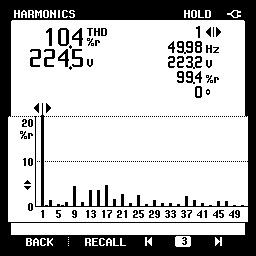 HARMONICS HOLD
10.4 THD %r
224.5 V
1
49.98 Hz
223.2 V
99.4 %r
0 °
20
%r
10
0
1 5 9 13 17 21 25 29 33 37 41 45 49
BACK RECALL 3